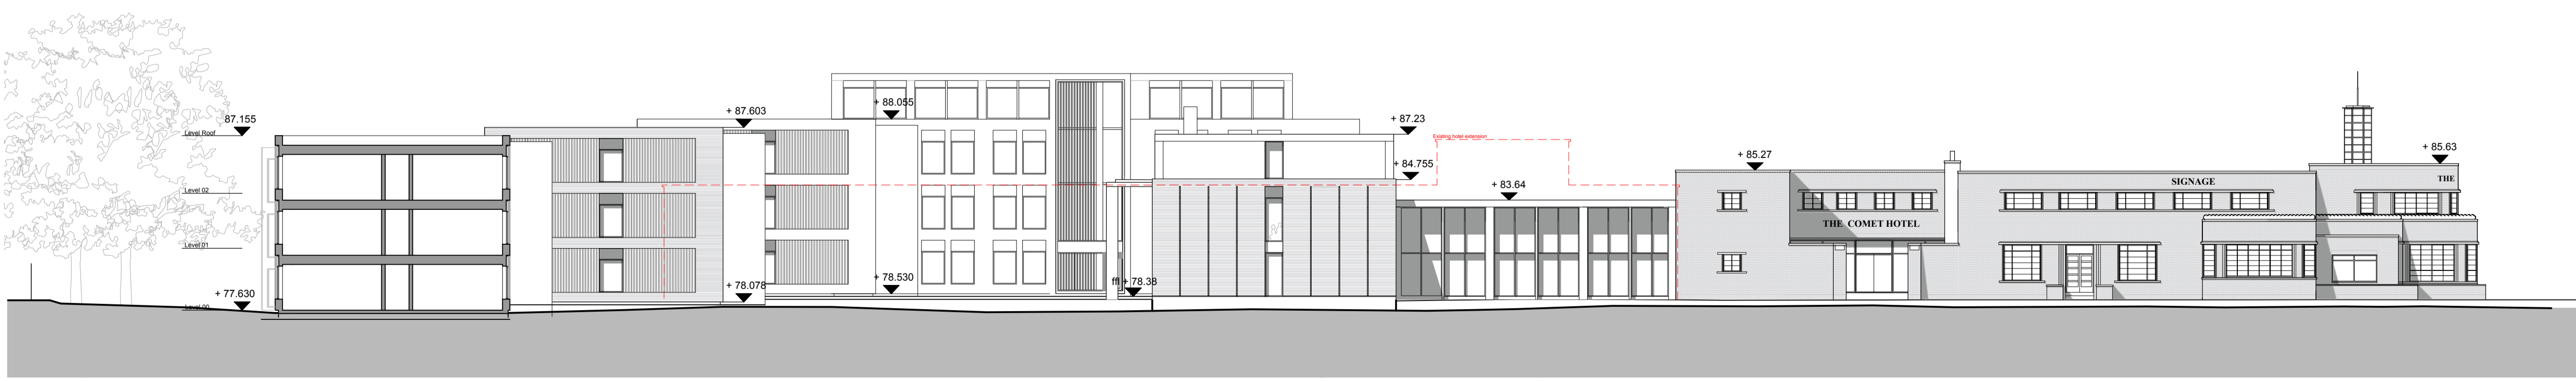 87.155
Level Roof
Level 02
Level 01
+ 77.630
Level 00
+ 87.603
+ 78.078
+ 88.055
+ 78.530
ffl + 78.38
+ 87.23
+ 84.755
Existing hotel extension
+ 83.64
+ 85.27
THE COMET HOTEL
SIGNAGE
+ 85.63
THE